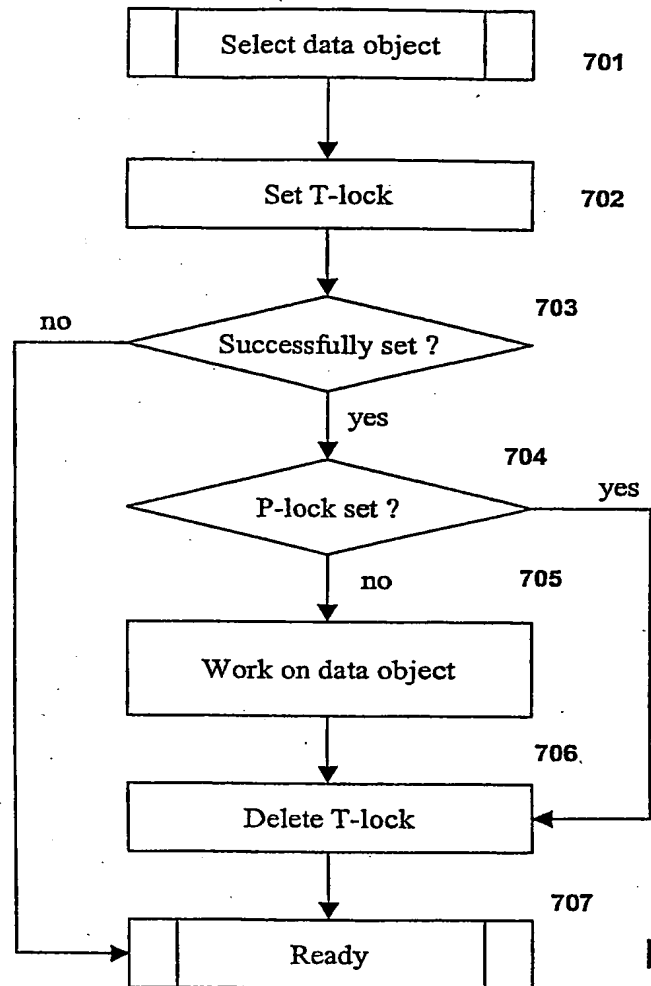 Select data object
701
Set T-lock
702
703
no
Successfully set ?
yes
704
yes
P-lock set ?
no
705
Work on data object
706
Delete T-lock
707
Ready